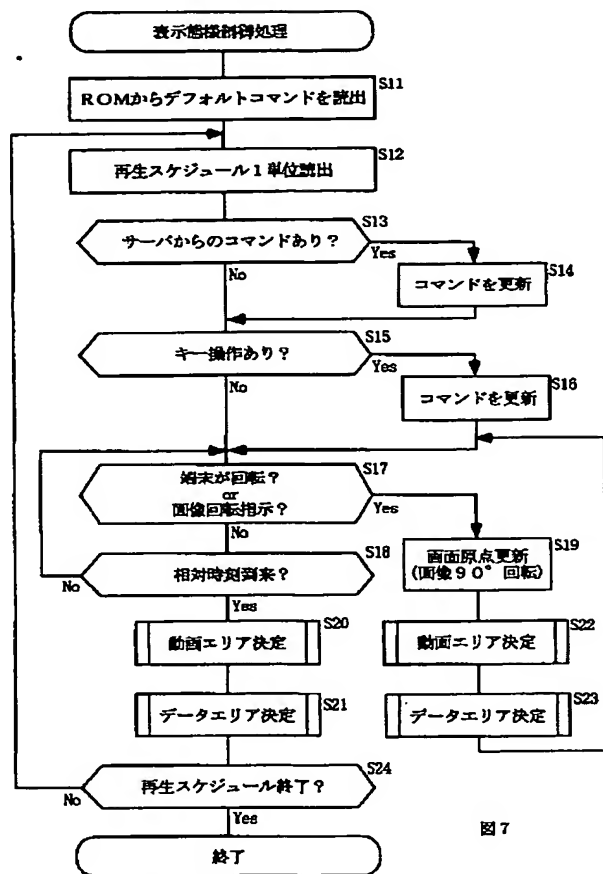 表示態様制御処理
S11
ROMからデフォルトコマンドを読出
S12
再生スケジュール1単位読出
S13
サーバからのコマンドあり?
Yes
No
S14
コマンドを更新
S15
キー操作あり?
Yes
No
S16
コマンドを更新
S17
端末が回転?
or
画像回転指示?
Yes
No
S18
相対時刻到来?
No
Yes
S19
画面原点更新
(画像90°回転)
S20
動画エリア決定
S22
動画エリア決定
S21
データエリア決定
S23
データエリア決定
S24
再生スケジュール終了?
No
Yes
終了
図7